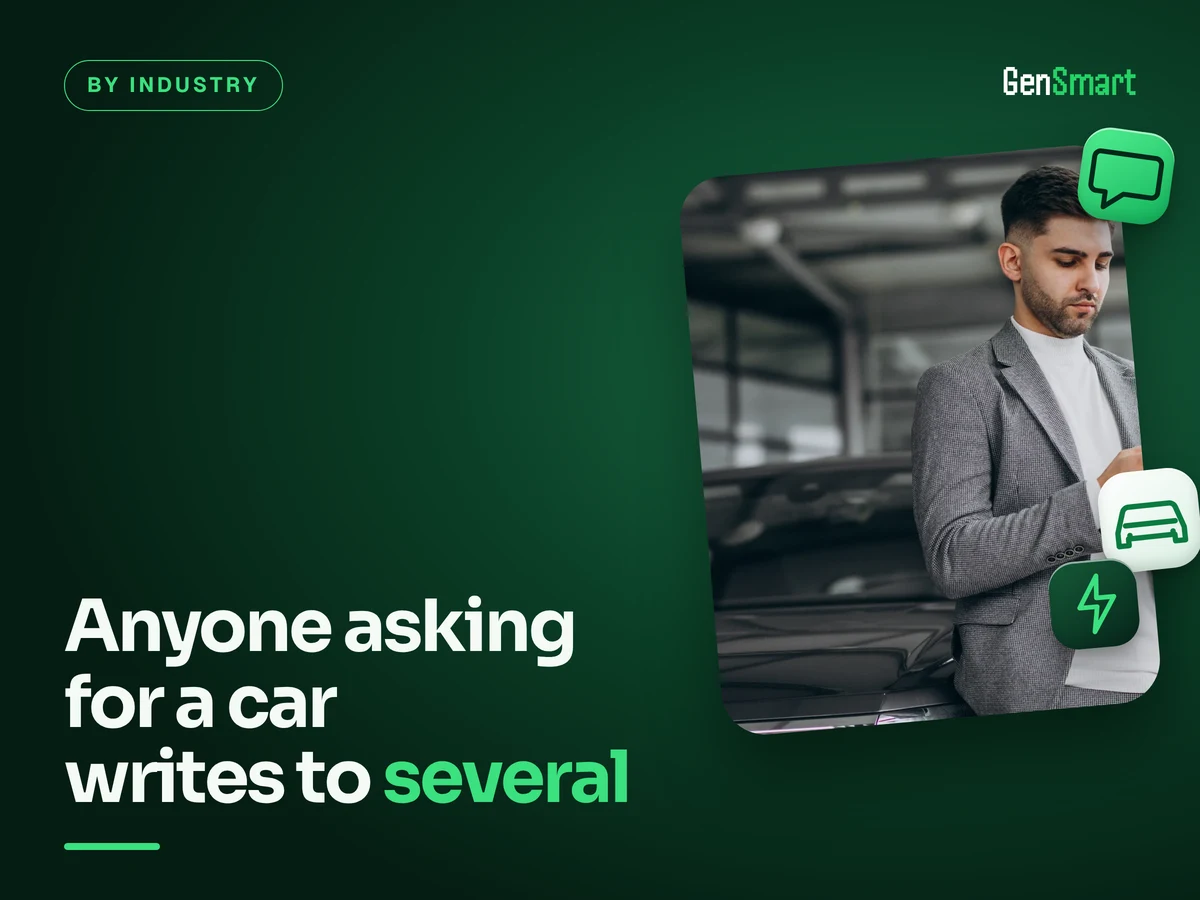 BY INDUSTRY
GenSmart
Anyone asking
for a car
writes to several